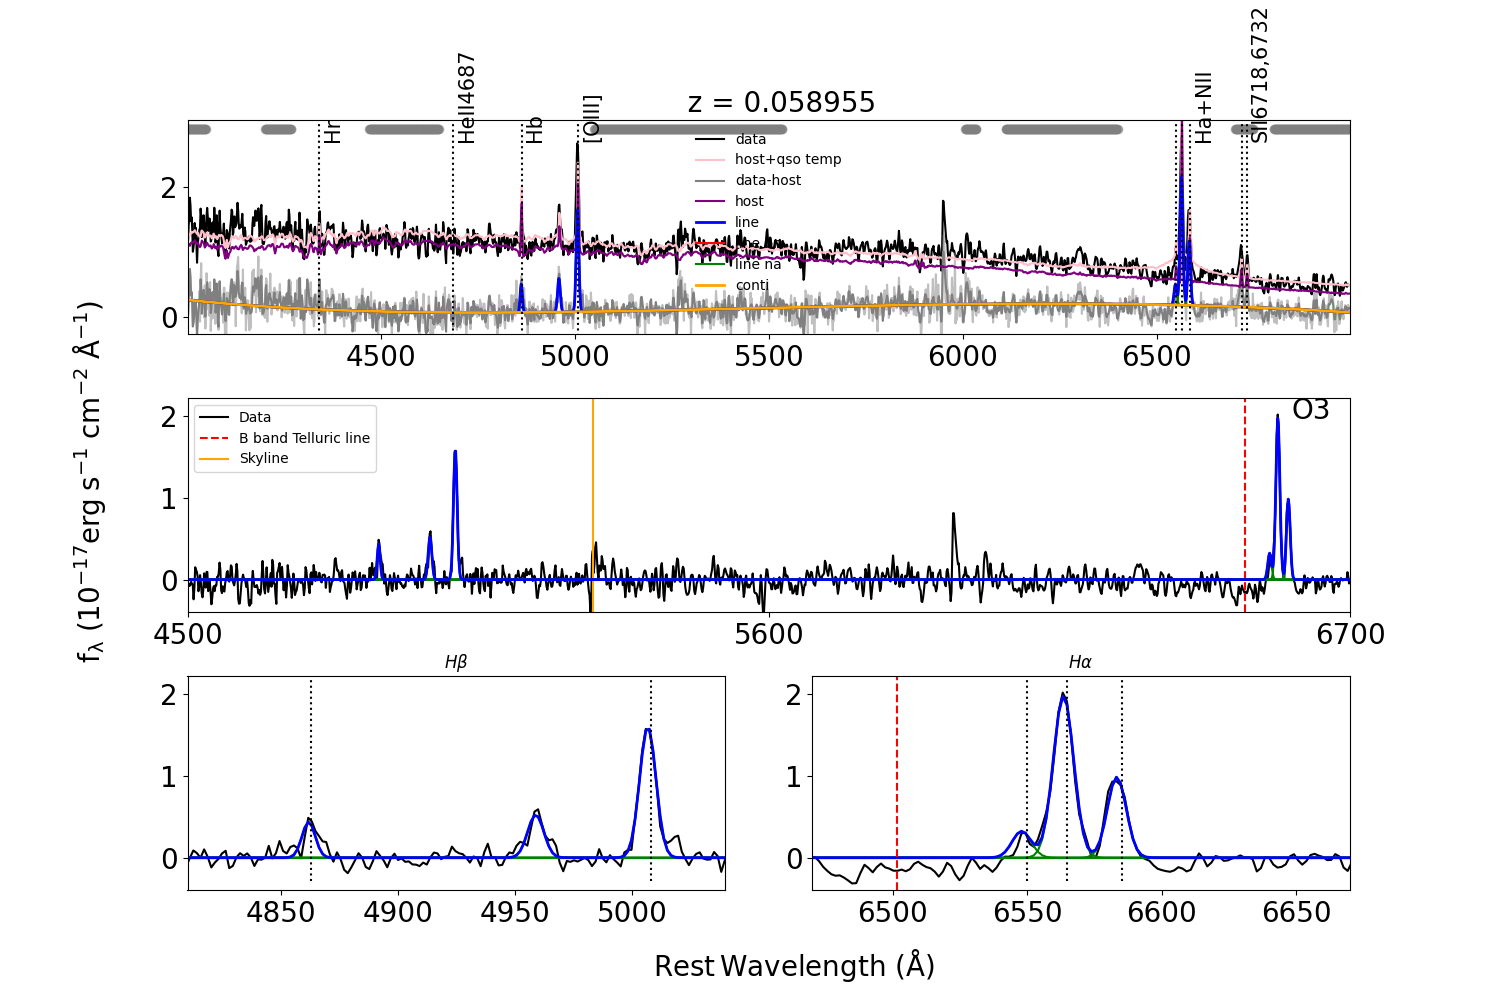 z = 0.058955
Hr
HeII4687
Hb
[OIII]
Ha+NII
SII6718,6732
data
host+qso temp
data-host
host
line
line na
conti
2
1
0
4500
5000
5500
6000
6500
fλ (10⁻¹⁷erg s⁻¹ cm⁻² Å⁻¹)
O3
Data
B band Telluric line
Skyline
2
1
0
4500
5600
6700
Hβ
2
1
0
4850
4900
4950
5000
Hα
2
1
0
6500
6550
6600
6650
Rest Wavelength (Å)